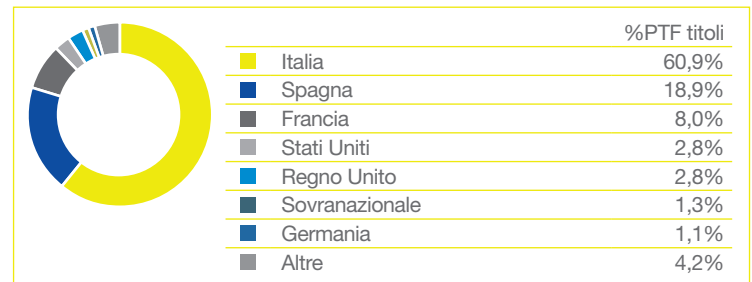 %PTF titoli
Italia 60,9%
Spagna 18,9%
Francia 8,0%
Stati Uniti 2,8%
Regno Unito 2,8%
Sovranazionale 1,3%
Germania 1,1%
Altre 4,2%